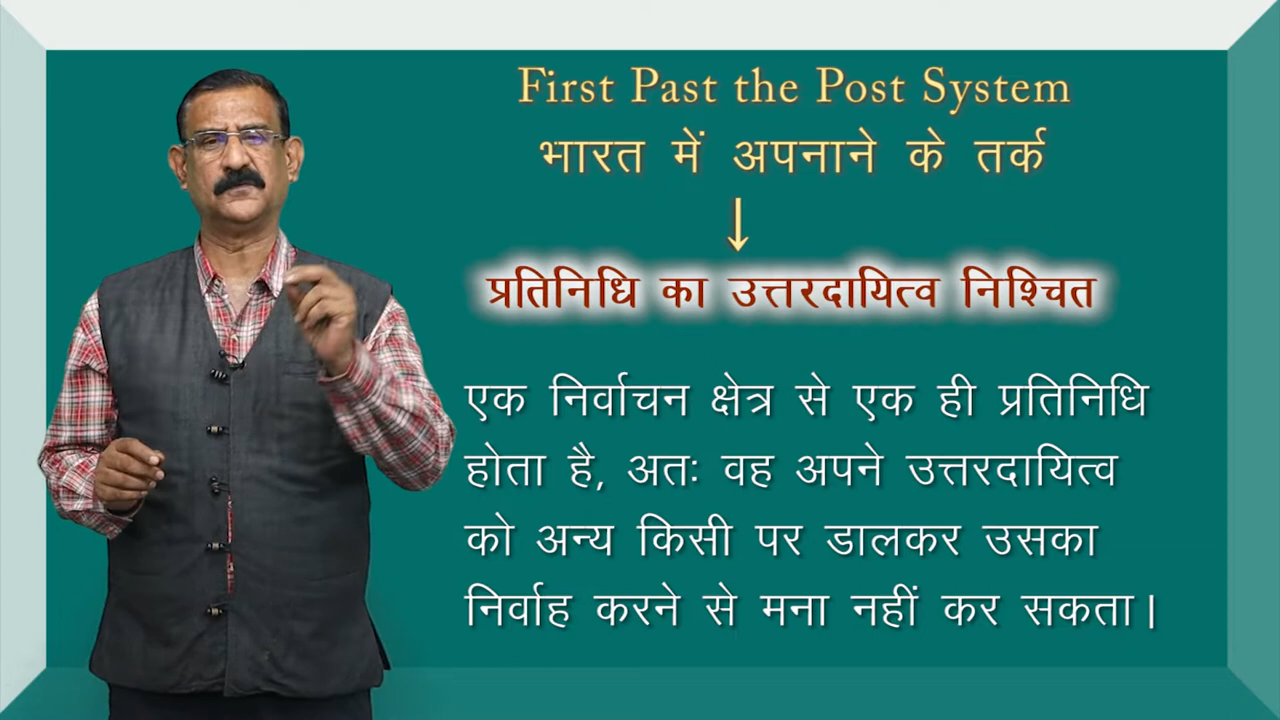 First Past the Post System
भारत में अपनाने के तर्क
↓
प्रतिनिधि का उत्तरदायित्व निश्चित
एक निर्वाचन क्षेत्र से एक ही प्रतिनिधि
होता है, अतः वह अपने उत्तरदायित्व
को अन्य किसी पर डालकर उसका
निर्वाह करने से मना नहीं कर सकता।